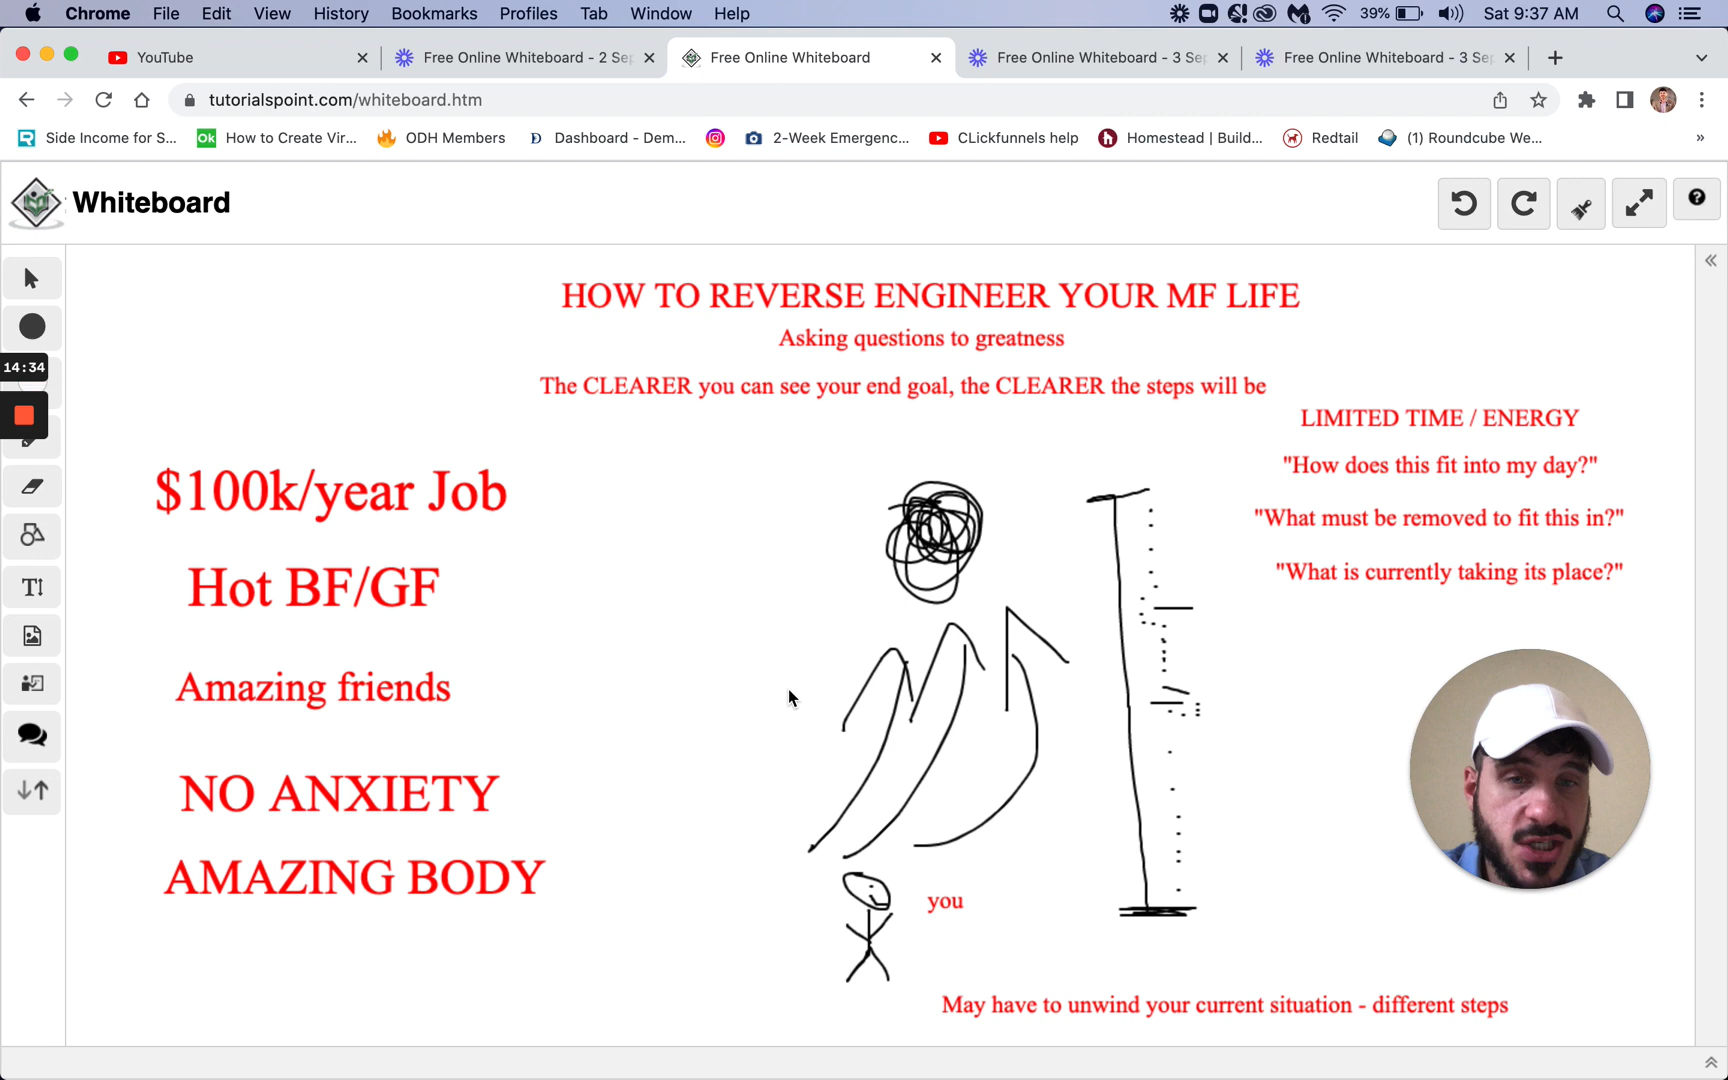 Chrome File Edit View History Bookmarks Profiles Tab Window Help 39% Sat 9:37 AM
YouTube Free Online Whiteboard - 2 Sep Free Online Whiteboard Free Online Whiteboard - 3 Sep Free Online Whiteboard - 3 Sep
tutorialspoint.com/whiteboard.htm
Side Income for S... Ok How to Create Vir... ODH Members D Dashboard - Dem... 2-Week Emergenc... CLickfunnels help Homestead | Build... Redtail (1) Roundcube We... »
Whiteboard
HOW TO REVERSE ENGINEER YOUR MF LIFE
Asking questions to greatness
The CLEARER you can see your end goal, the CLEARER the steps will be
14:34
LIMITED TIME / ENERGY
"How does this fit into my day?"
"What must be removed to fit this in?"
"What is currently taking its place?"
$100k/year Job
Hot BF/GF
Amazing friends
NO ANXIETY
AMAZING BODY
you
May have to unwind your current situation - different steps